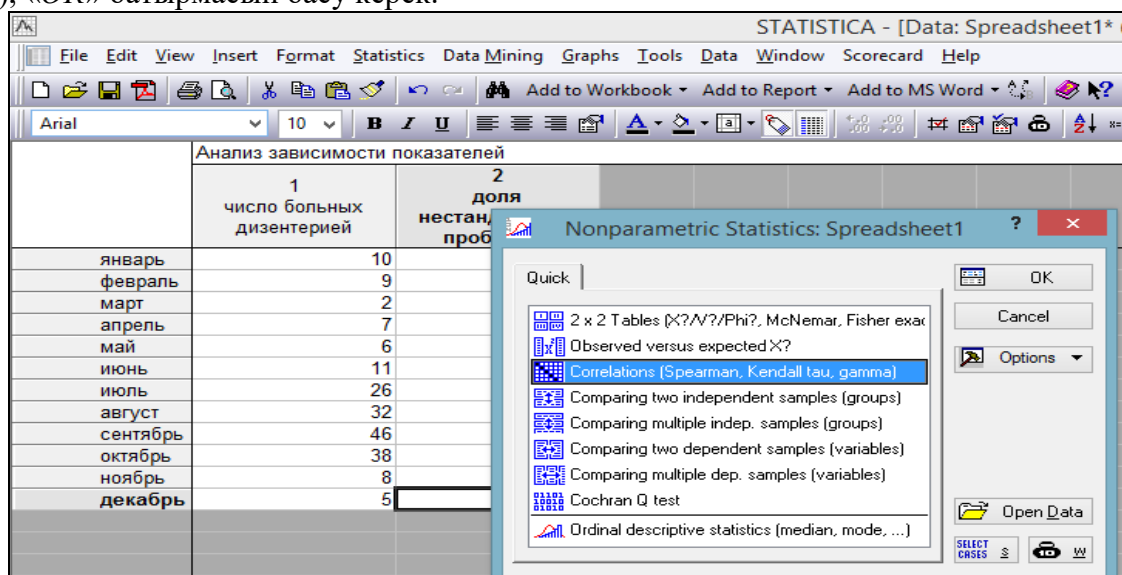 ), «OK» батырмасын басу керек.
STATISTICA - [Data: Spreadsheet1*
File Edit View Insert Format Statistics Data Mining Graphs Tools Data Window Scorecard Help
Add to Workbook Add to Report Add to MS Word
Arial 10 B I U
Анализ зависимости показателей
1
число больных
дизентерией
2
доля
нестан
проб
январь 10
февраль 9
март 2
апрель 7
май 6
июнь 11
июль 26
август 32
сентябрь 46
октябрь 38
ноябрь 8
декабрь 5
Nonparametric Statistics: Spreadsheet1 ?
Quick
2 x 2 Tables (X?/V?/Phi?, McNemar, Fisher exac
Observed versus expected X?
Correlations (Spearman, Kendall tau, gamma)
Comparing two independent samples (groups)
Comparing multiple indep. samples (groups)
Comparing two dependent samples (variables)
Comparing multiple dep. samples (variables)
Cochran Q test
Ordinal descriptive statistics (median, mode, ...)
OK
Cancel
Options
Open Data
SELECT CASES S W